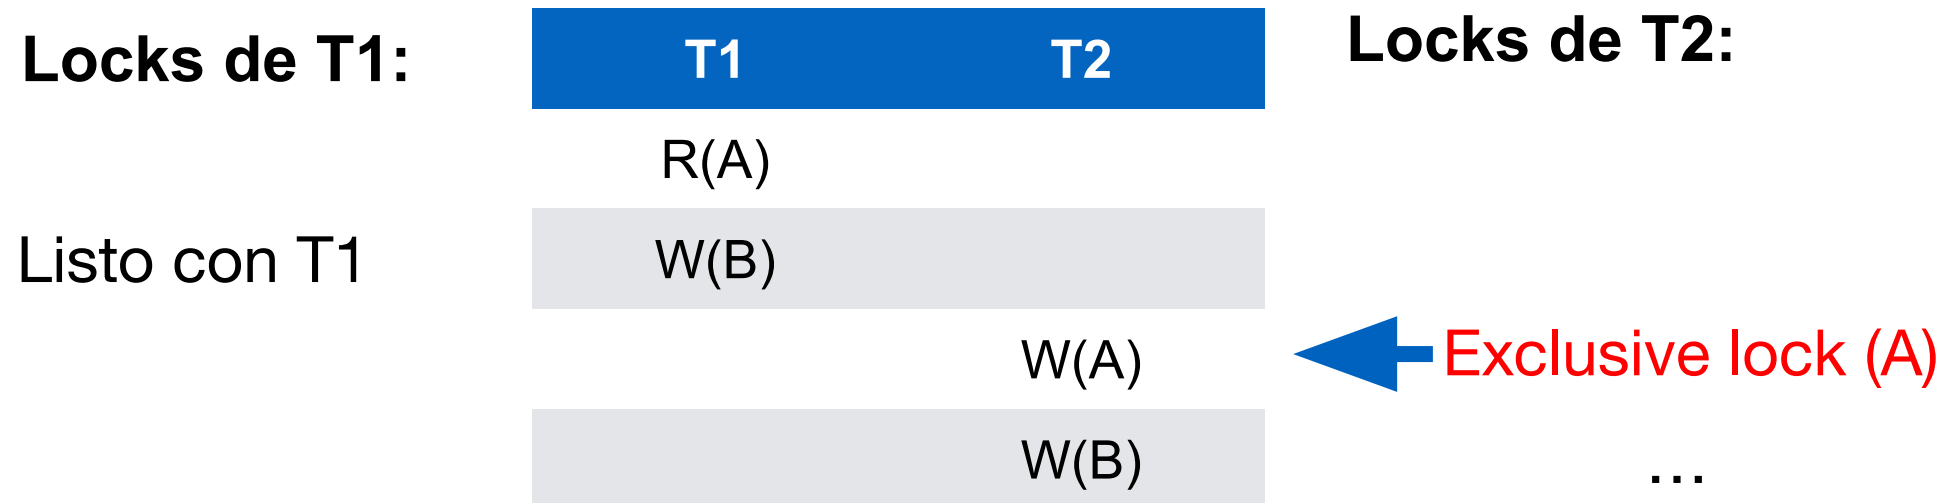 Locks de T1:
T1 T2
Locks de T2:
R(A)
Listo con T1
W(B)
W(A)
Exclusive lock (A)
W(B)
...